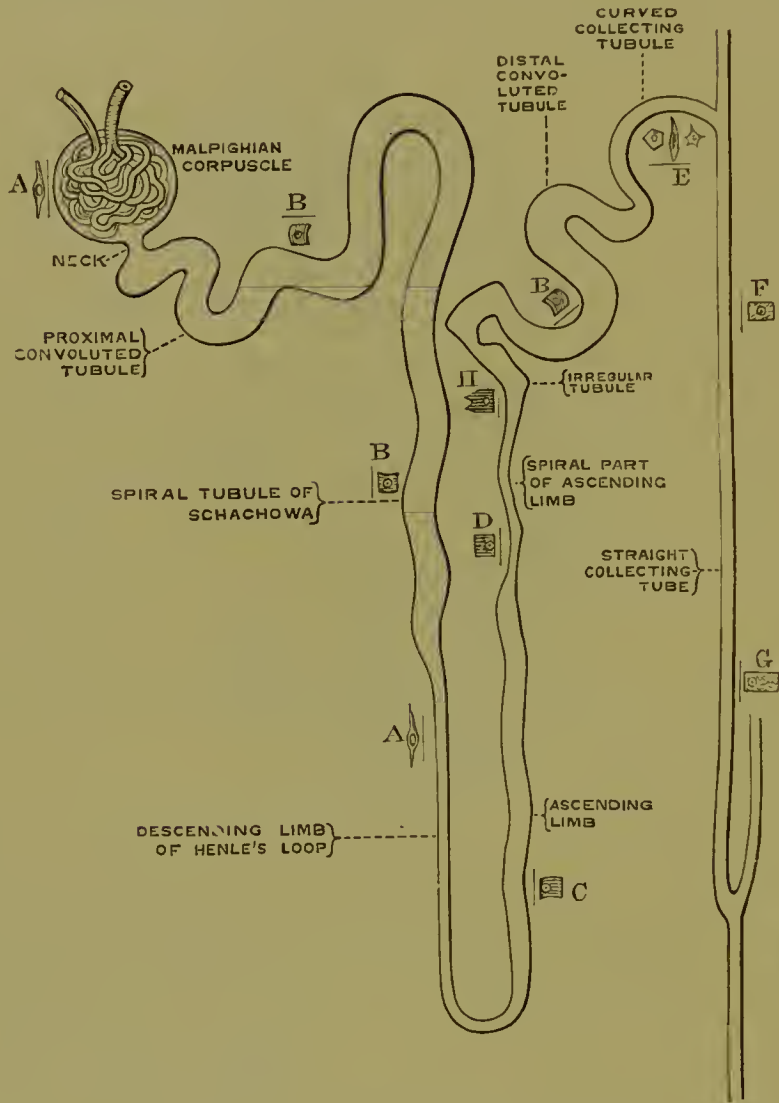 CURVED
COLLECTING
TUBULE
DISTAL
CONVO-
LUTED
TUBULE
MALPIGHIAN
CORPUSCLE
A
B
E
NECK
B
F
PROXIMAL
CONVOLUTED
TUBULE
H
IRREGULAR
TUBULE
B
SPIRAL TUBULE OF
SCHACHOWA
SPIRAL PART
OF ASCENDING
LIMB
D
STRAIGHT
COLLECTING
TUBE
G
A
DESCENDING LIMB
OF HENLE'S LOOP
ASCENDING
LIMB
C